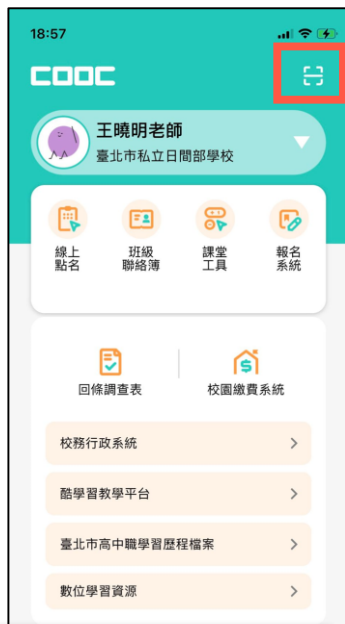 18:57
COOC
王曉明老師
臺北市私立日間部學校
線上
點名
班級
聯絡簿
課堂
工具
報名
系統
回條調查表
校園繳費系統
校務行政系統
酷學習教學平台
臺北市高中職學習歷程檔案
數位學習資源